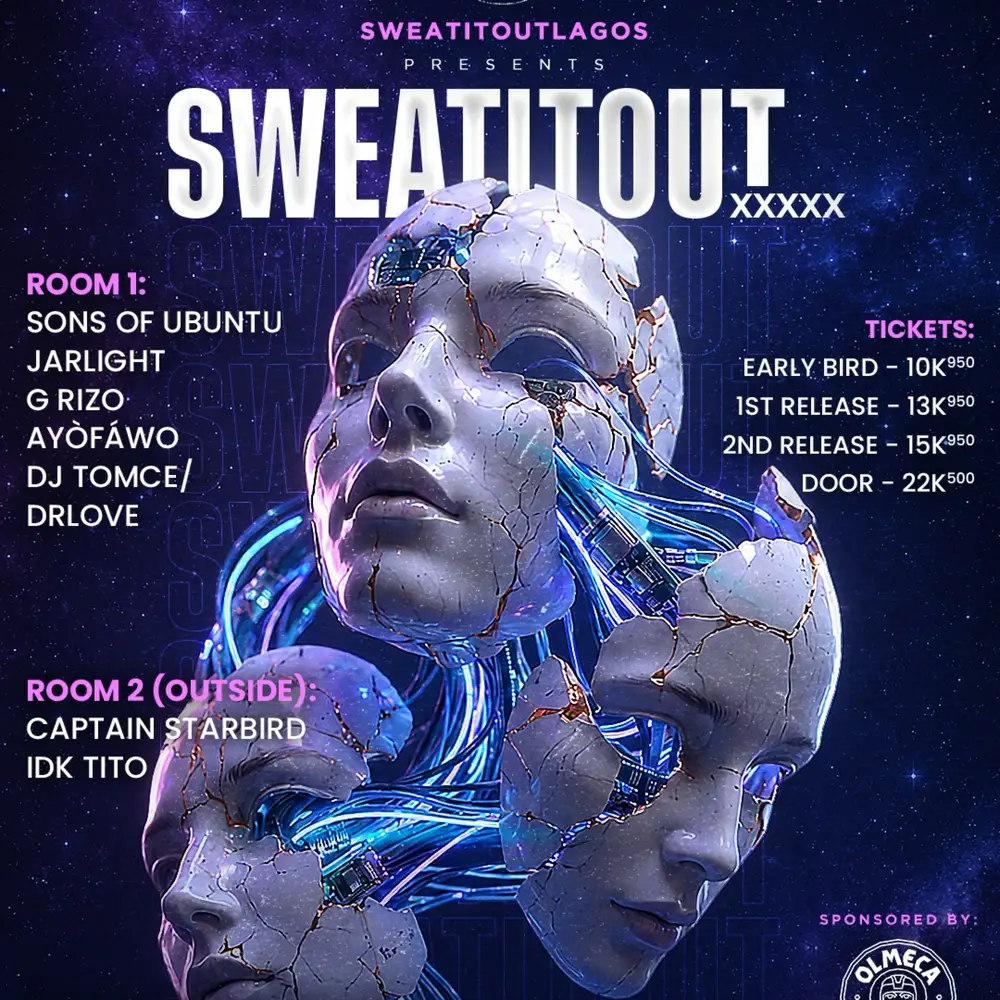 SWEATITOUTLAGOS
PRESENTS
SWEATITOUT
XXXXX
ROOM 1:
SONS OF UBUNTU
JARLIGHT
G RIZO
AYÒFÁWO
DJ TOMCE/
DRLOVE
TICKETS:
EARLY BIRD - 10K950
1ST RELEASE - 13K950
2ND RELEASE - 15K950
DOOR - 22K500
ROOM 2 (OUTSIDE):
CAPTAIN STARBIRD
IDK TITO
SPONSORED BY:
OLMECA